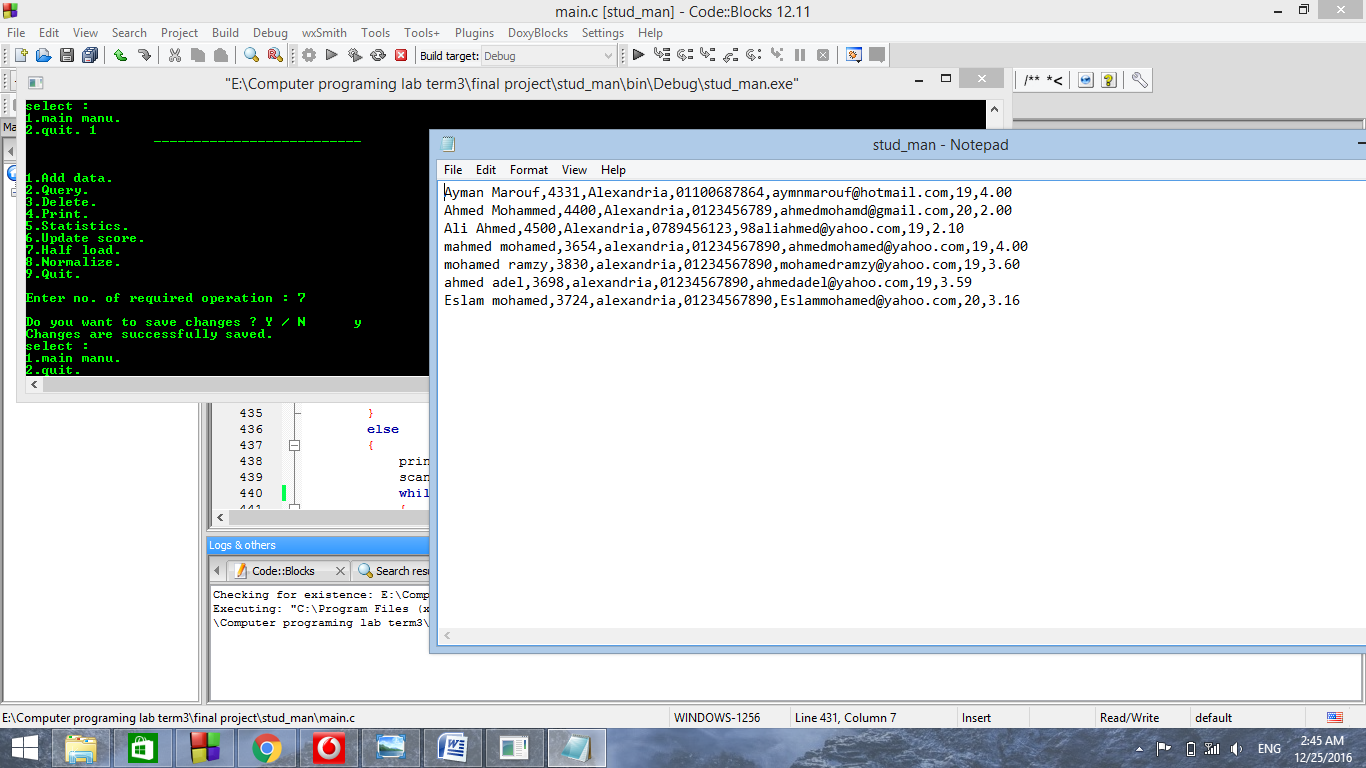 main.c [stud_man] - Code::Blocks 12.11
File Edit View Search Project Build Debug wxSmith Tools Tools+ Plugins DoxyBlocks Settings Help
Build target: Debug
/** *<
"E:\Computer programing lab term3\final project\stud_man\bin\Debug\stud_man.exe"
select :
1.main manu.
2.quit. 1
--------------------------
1.Add data.
2.Query.
3.Delete.
4.Print.
5.Statistics.
6.Update score.
7.Half load.
8.Normalize.
9.Quit.
Enter no. of required operation : 7
Do you want to save changes ? Y / N y
Changes are successfully saved.
select :
1.main manu.
2.quit.
stud_man - Notepad
File Edit Format View Help
Ayman Marouf,4331,Alexandria,01100687864,aymnmarouf@hotmail.com,19,4.00
Ahmed Mohammed,4400,Alexandria,0123456789,ahmedmohamd@gmail.com,20,2.00
Ali Ahmed,4500,Alexandria,0789456123,98aliahmed@yahoo.com,19,2.10
mahmed mohamed,3654,alexandria,01234567890,ahmedmohamed@yahoo.com,19,4.00
mohamed ramzy,3830,alexandria,01234567890,mohamedramzy@yahoo.com,19,3.60
ahmed adel,3698,alexandria,01234567890,ahmedadel@yahoo.com,19,3.59
Eslam mohamed,3724,alexandria,01234567890,Eslammohamed@yahoo.com,20,3.16
Ma
435 }
436 else
437 {
438 prin
439 scan
440 whil
441 {
Logs & others
Code::Blocks Search resu
Checking for existence: E:\Comp
Executing: "C:\Program Files (x
\Computer programing lab term3\
E:\Computer programing lab term3\final project\stud_man\main.c WINDOWS-1256 Line 431, Column 7 Insert Read/Write default
ENG
2:45 AM
12/25/2016